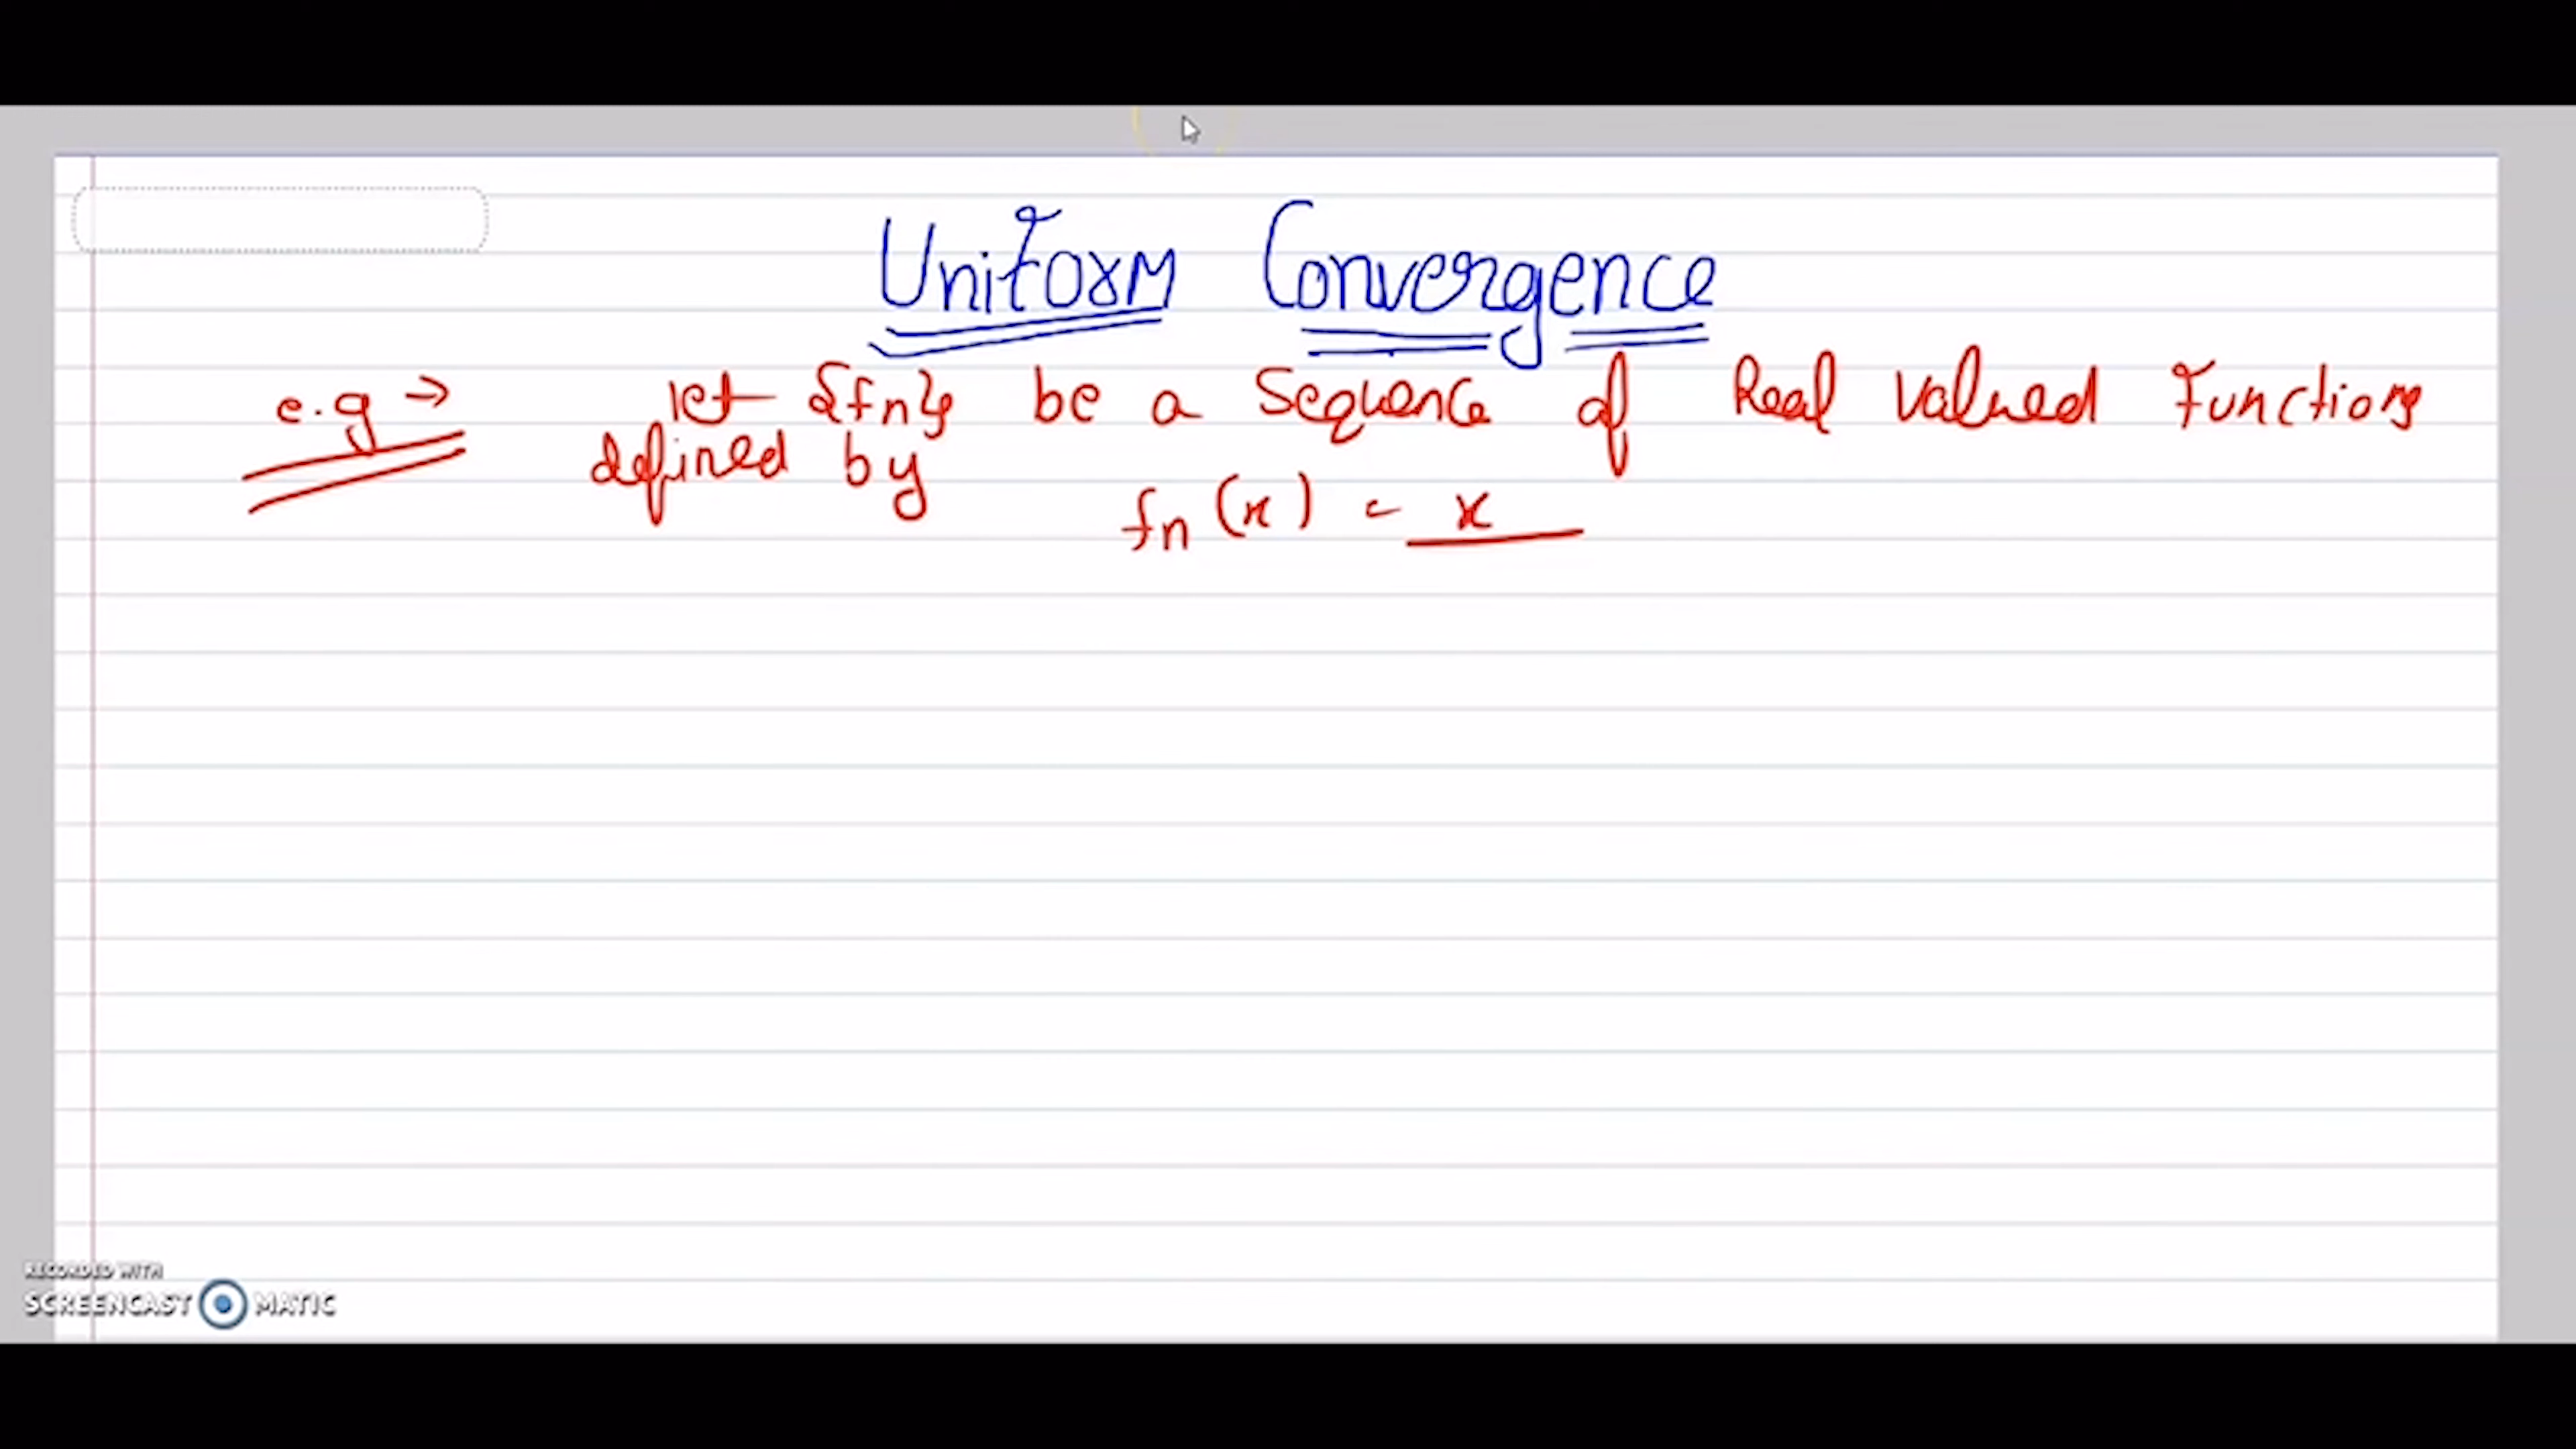 Uniform Convergence
e.g → let {fn} be a Sequence of Real Valued Functions
defined by
fn (x) = x
RECORDED WITH
SCREENCAST MATIC